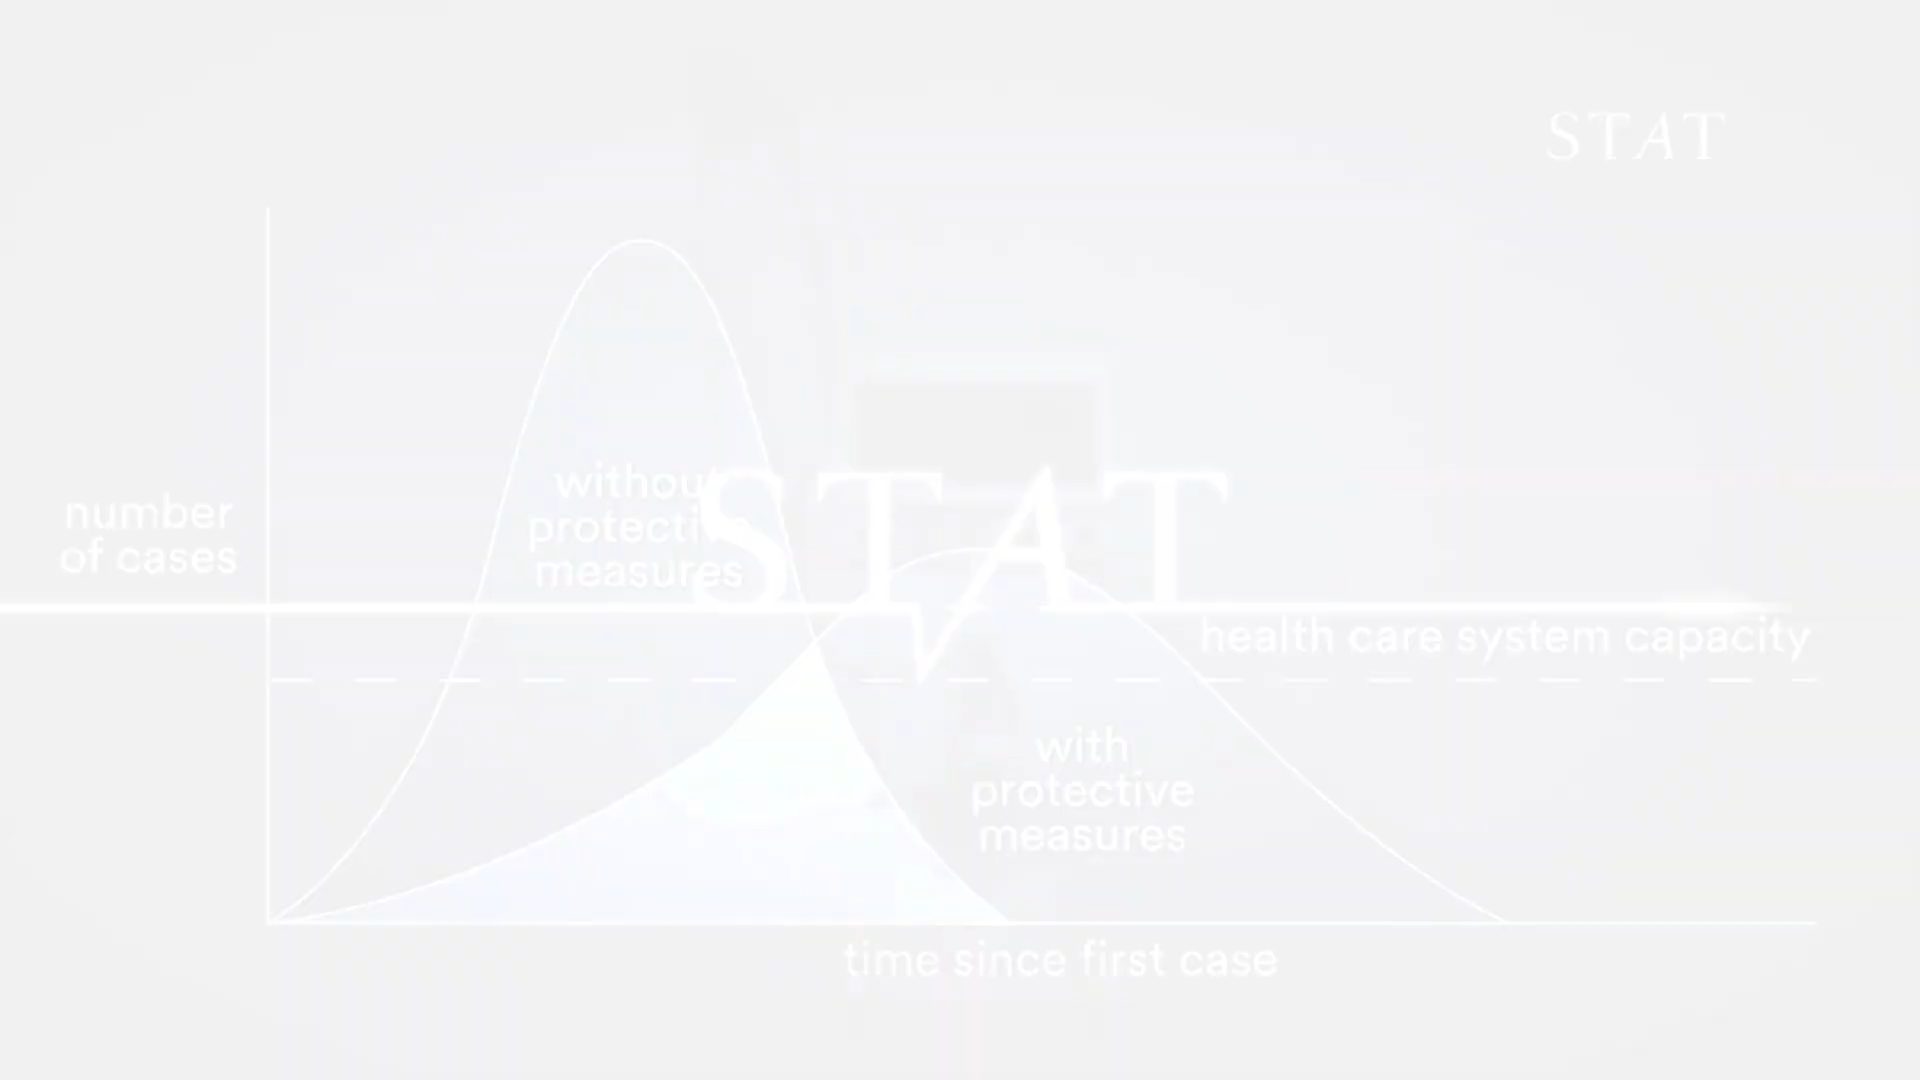 STAT
without
protective
measures
STAT
number
of cases
health care system capacity
with
protective
measures
time since first case